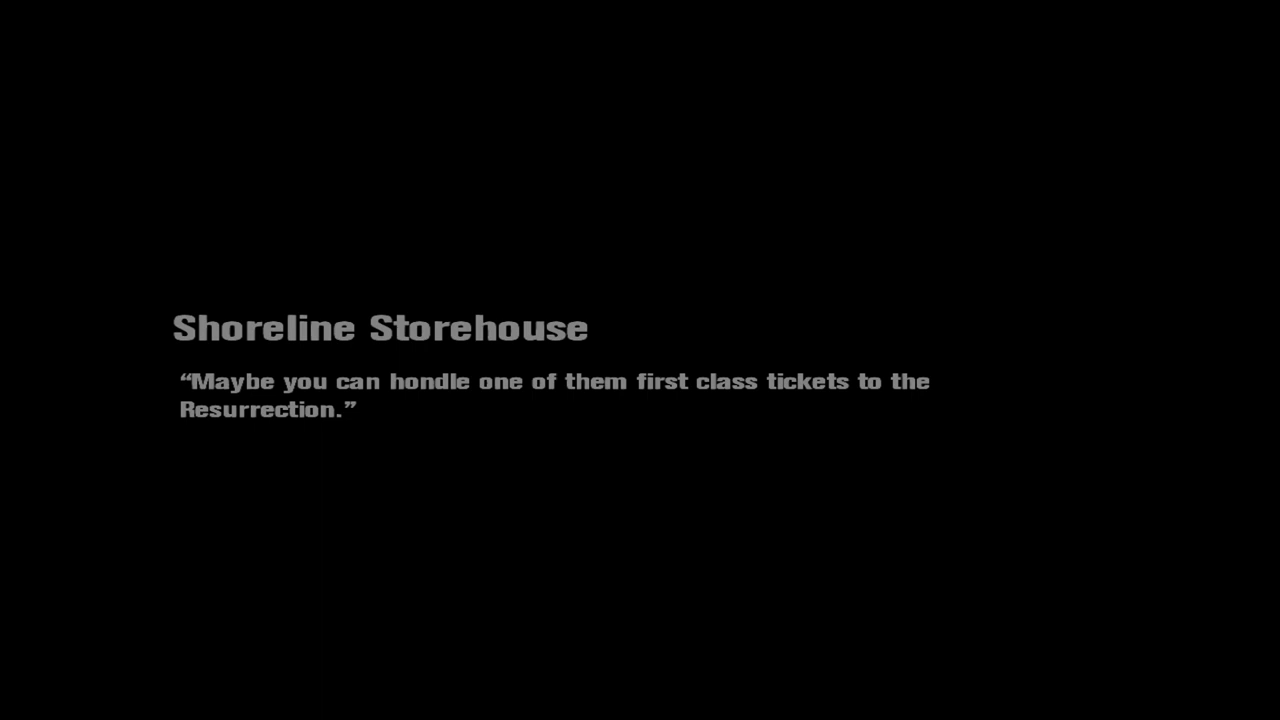 Shoreline Storehouse
“Maybe you can hondle one of them first class tickets to the
Resurrection.”